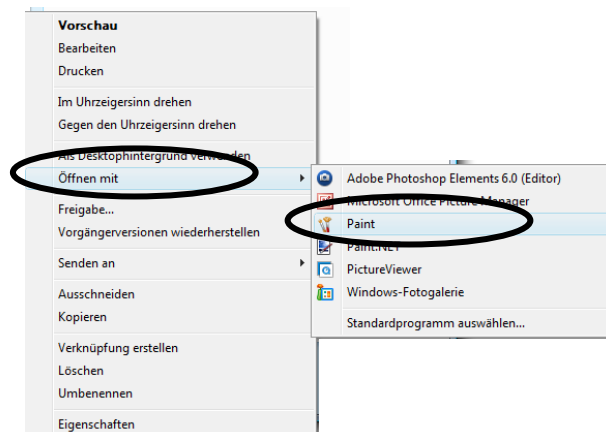 Vorschau
Bearbeiten
Drucken
Im Uhrzeigersinn drehen
Gegen den Uhrzeigersinn drehen
Als Desktophintergrund verwenden
Öffnen mit
Freigabe...
Vorgängerversionen wiederherstellen
Senden an
Ausschneiden
Kopieren
Verknüpfung erstellen
Löschen
Umbenennen
Eigenschaften
Adobe Photoshop Elements 6.0 (Editor)
Microsoft Office Picture Manager
Paint
Paint.NET
PictureViewer
Windows-Fotogalerie
Standardprogramm auswählen...